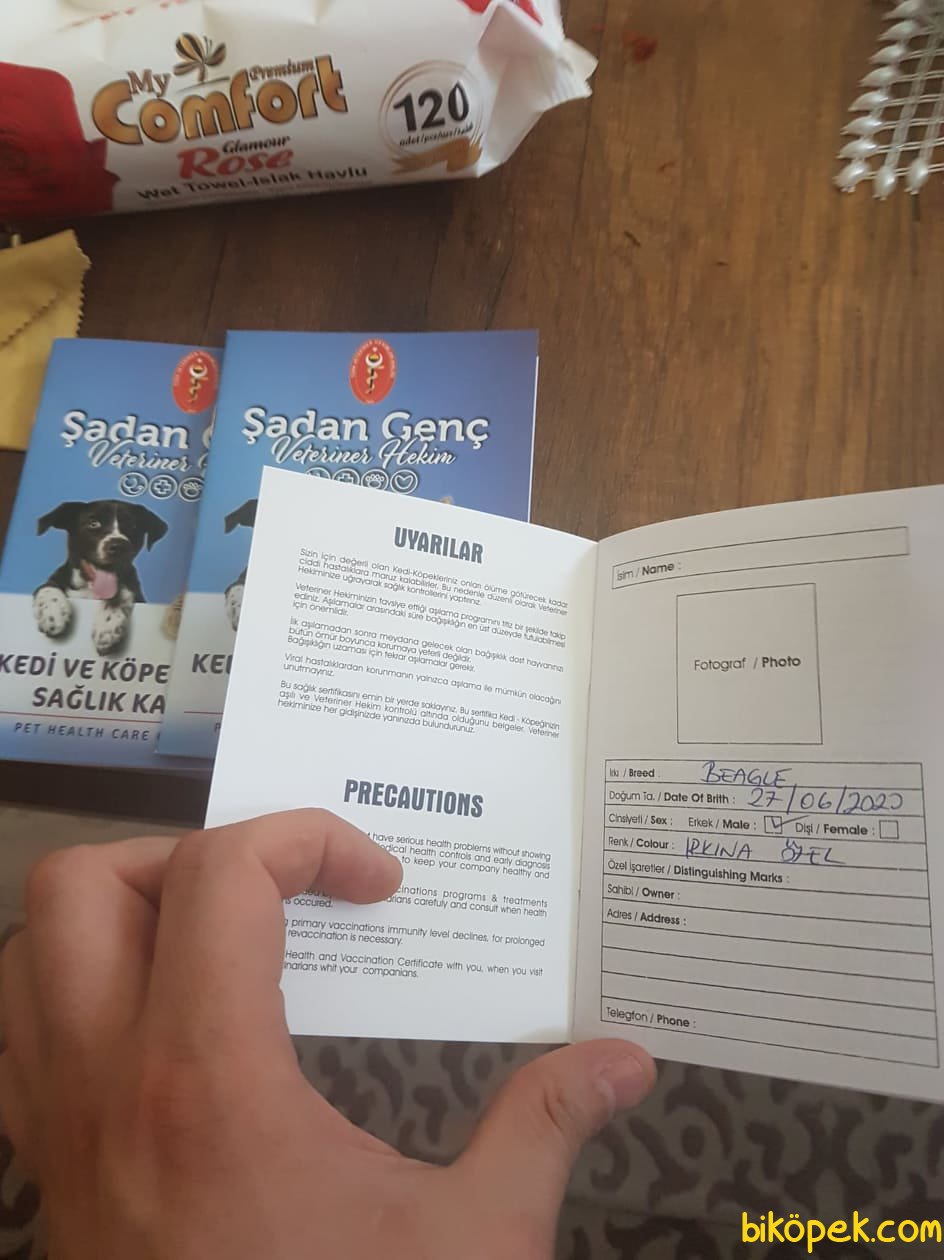 My
Premium
Comfort
Glamour
Rose
Wet Towel-Islak Havlu
120
adet/pcs/шт/قطعة
Şadan
Veteriner
KEDİ VE KÖPE
SAĞLIK KA
PET HEALTH CARE
Şadan Genç
Veteriner Hekim
KE
P
UYARILAR
Sizin için değerli olan Kedi-Köpekleriniz onları ölüme götürecek kadar
ciddi hastalıklara maruz kalabilirler. Bu nedenle düzenli olarak Veteriner
Hekiminize uğrayarak sağlık kontrollerini yaptırınız.
Veteriner Hekiminizin tavsiye ettiği aşılama programını titiz bir şekilde takip
ediniz. Aşılamalar arasındaki süre bağışıklığın en üst düzeyde tutulabilmesi
için önemlidir.
İlk aşılamadan sonra meydana gelecek olan bağışıklık dost hayvanınızı
bütün ömür boyunca korumaya yeterli değildir.
Bağışıklığın uzaması için tekrar aşılamalar gerekir.
Viral hastalıklardan korunmanın yalnızca aşılama ile mümkün olacağını
unutmayınız.
Bu sağlık sertifikasını emin bir yerde saklayınız. Bu sertifika Kedi - Köpeğinizin
aşılı ve Veteriner Hekim kontrolü altında olduğunu belgeler. Veteriner
hekiminize her gidişinizde yanınızda bulundurunuz.
PRECAUTIONS
have serious health problems without showing
edical health controls and early diagnosis
to keep your company healthy and
cinations programs & treatments
arians carefuly and consult when health
s occured.
g primary vaccinations immunity level declines, for prolonged
revaccination is necessary.
Health and Vaccination Certificate with you, when you visit
inarians whit your companians.
İsim / Name :
Fotograf / Photo
Irkı / Breed : BEAGLE
Doğum Ta. / Date Of Brith : 27/06/2020
Cinsiyeti / Sex : Erkek / Male : Dişi / Female :
Renk / Colour : IRKINA ÖZEL
Özel İşaretler / Distinguishing Marks :
Sahibi / Owner :
Adres / Address :
Telegfon / Phone :
biköpek.com